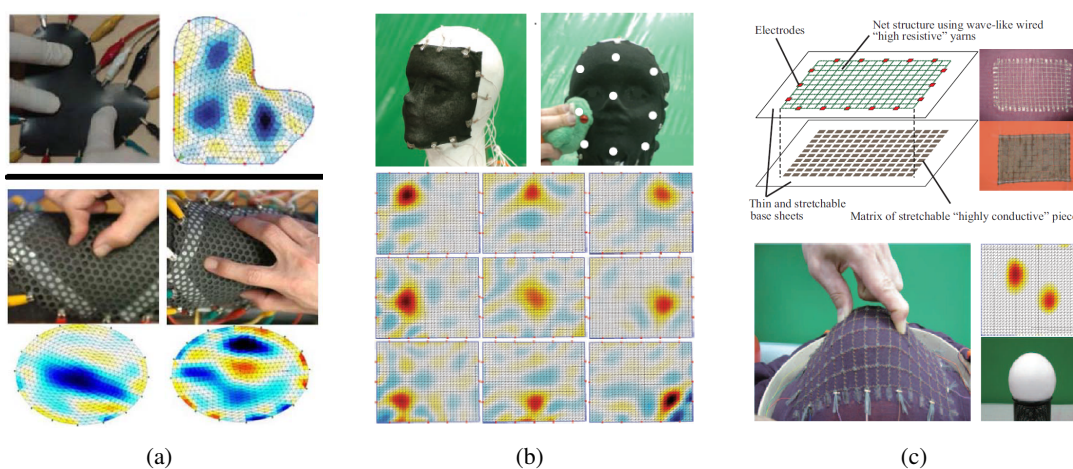 Electrodes
Net structure using wave-like wired
“high resistive” yarns
Thin and stretchable
base sheets
Matrix of stretchable “highly conductive” piece
(a)
(b)
(c)